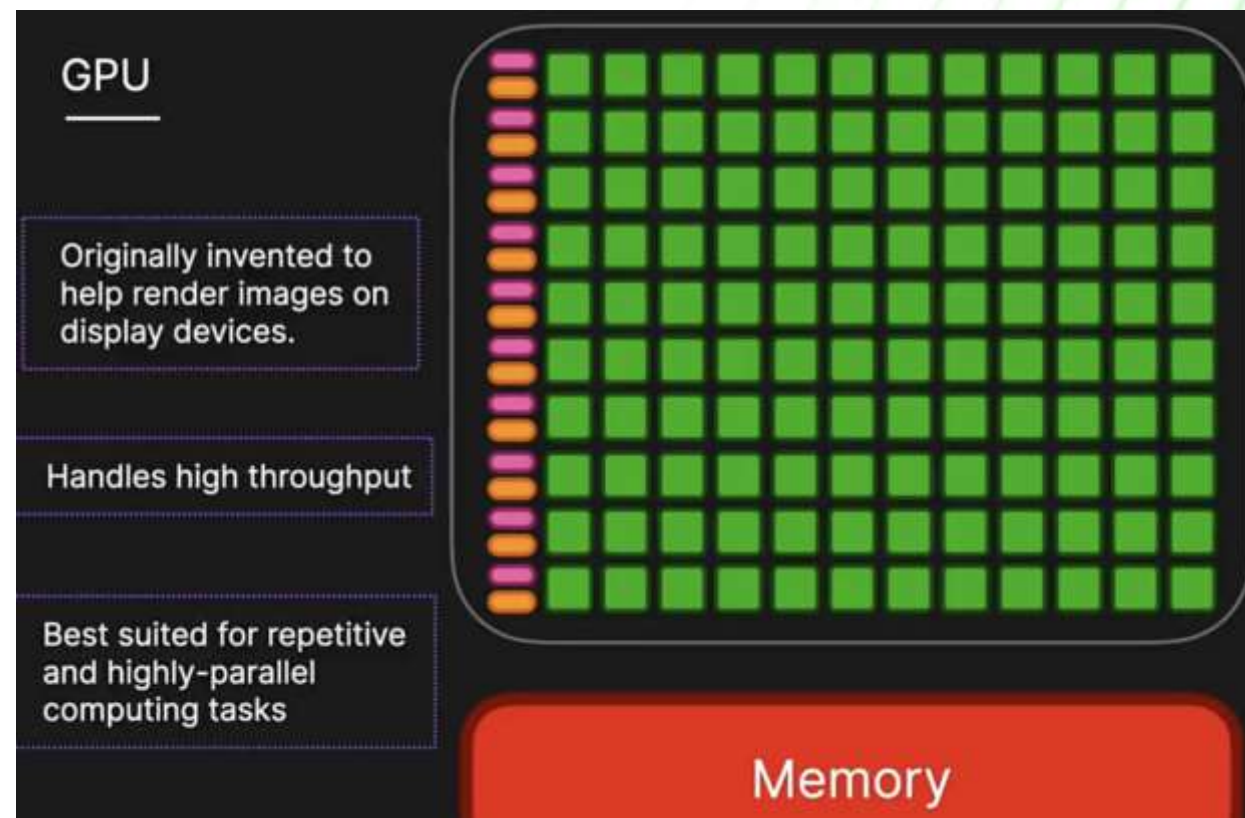 GPU
Originally invented to
help render images on
display devices.
Handles high throughput
Best suited for repetitive
and highly-parallel
computing tasks
Memory